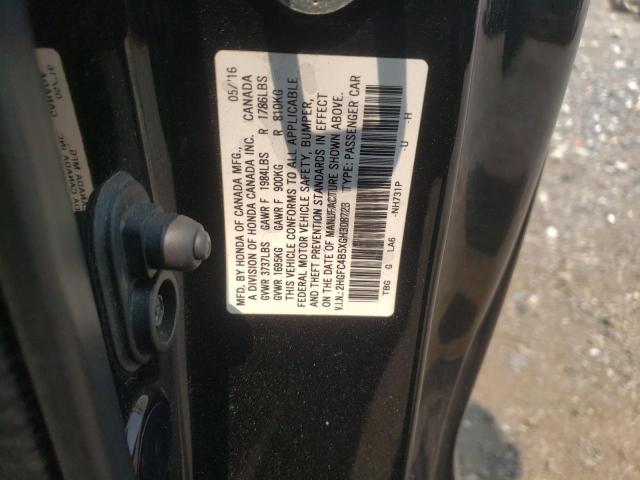 MFD. BY HONDA OF CANADA MFG., 05/'16
A DIVISION OF HONDA CANADA INC. CANADA
GVWR 3737LBS GAWR F 1984LBS R 1786LBS
GVWR 1695KG GAWR F 900KG R 810KG
THIS VEHICLE CONFORMS TO ALL APPLICABLE
FEDERAL MOTOR VEHICLE SAFETY, BUMPER,
AND THEFT PREVENTION STANDARDS IN EFFECT
ON THE DATE OF MANUFACTURE SHOWN ABOVE.
V.I.N.: 2HGFC4B5XGH308723 TYPE: PASSENGER CAR
-NH731P -U -H
TBG G LA6